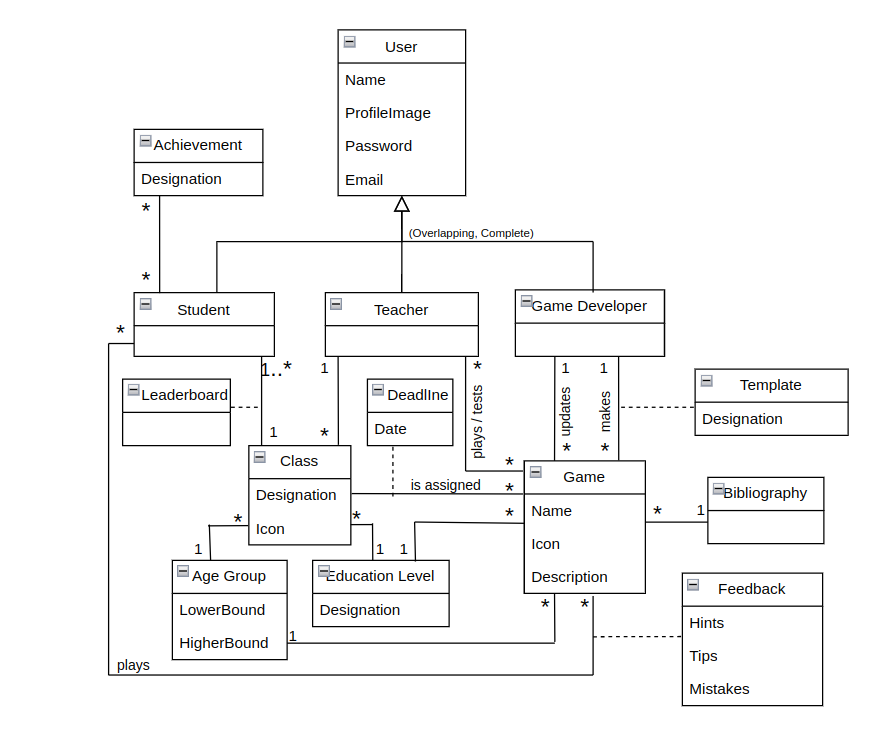 User
Name
ProfileImage
Password
Email
Achievement
Designation
*
(Overlapping, Complete)
*
Student
Teacher
Game Developer
*
1..*
1
*
1
1
Leaderboard
DeadlIne
Date
plays / tests
updates
makes
Template
Designation
1
*
*
*
Class
Designation
Icon
*
is assigned
*
*
Game
Name
Icon
Description
*
1
Bibliography
*
*
1
1
1
Age Group
LowerBound
HigherBound
Education Level
Designation
*
*
1
plays
Feedback
Hints
Tips
Mistakes